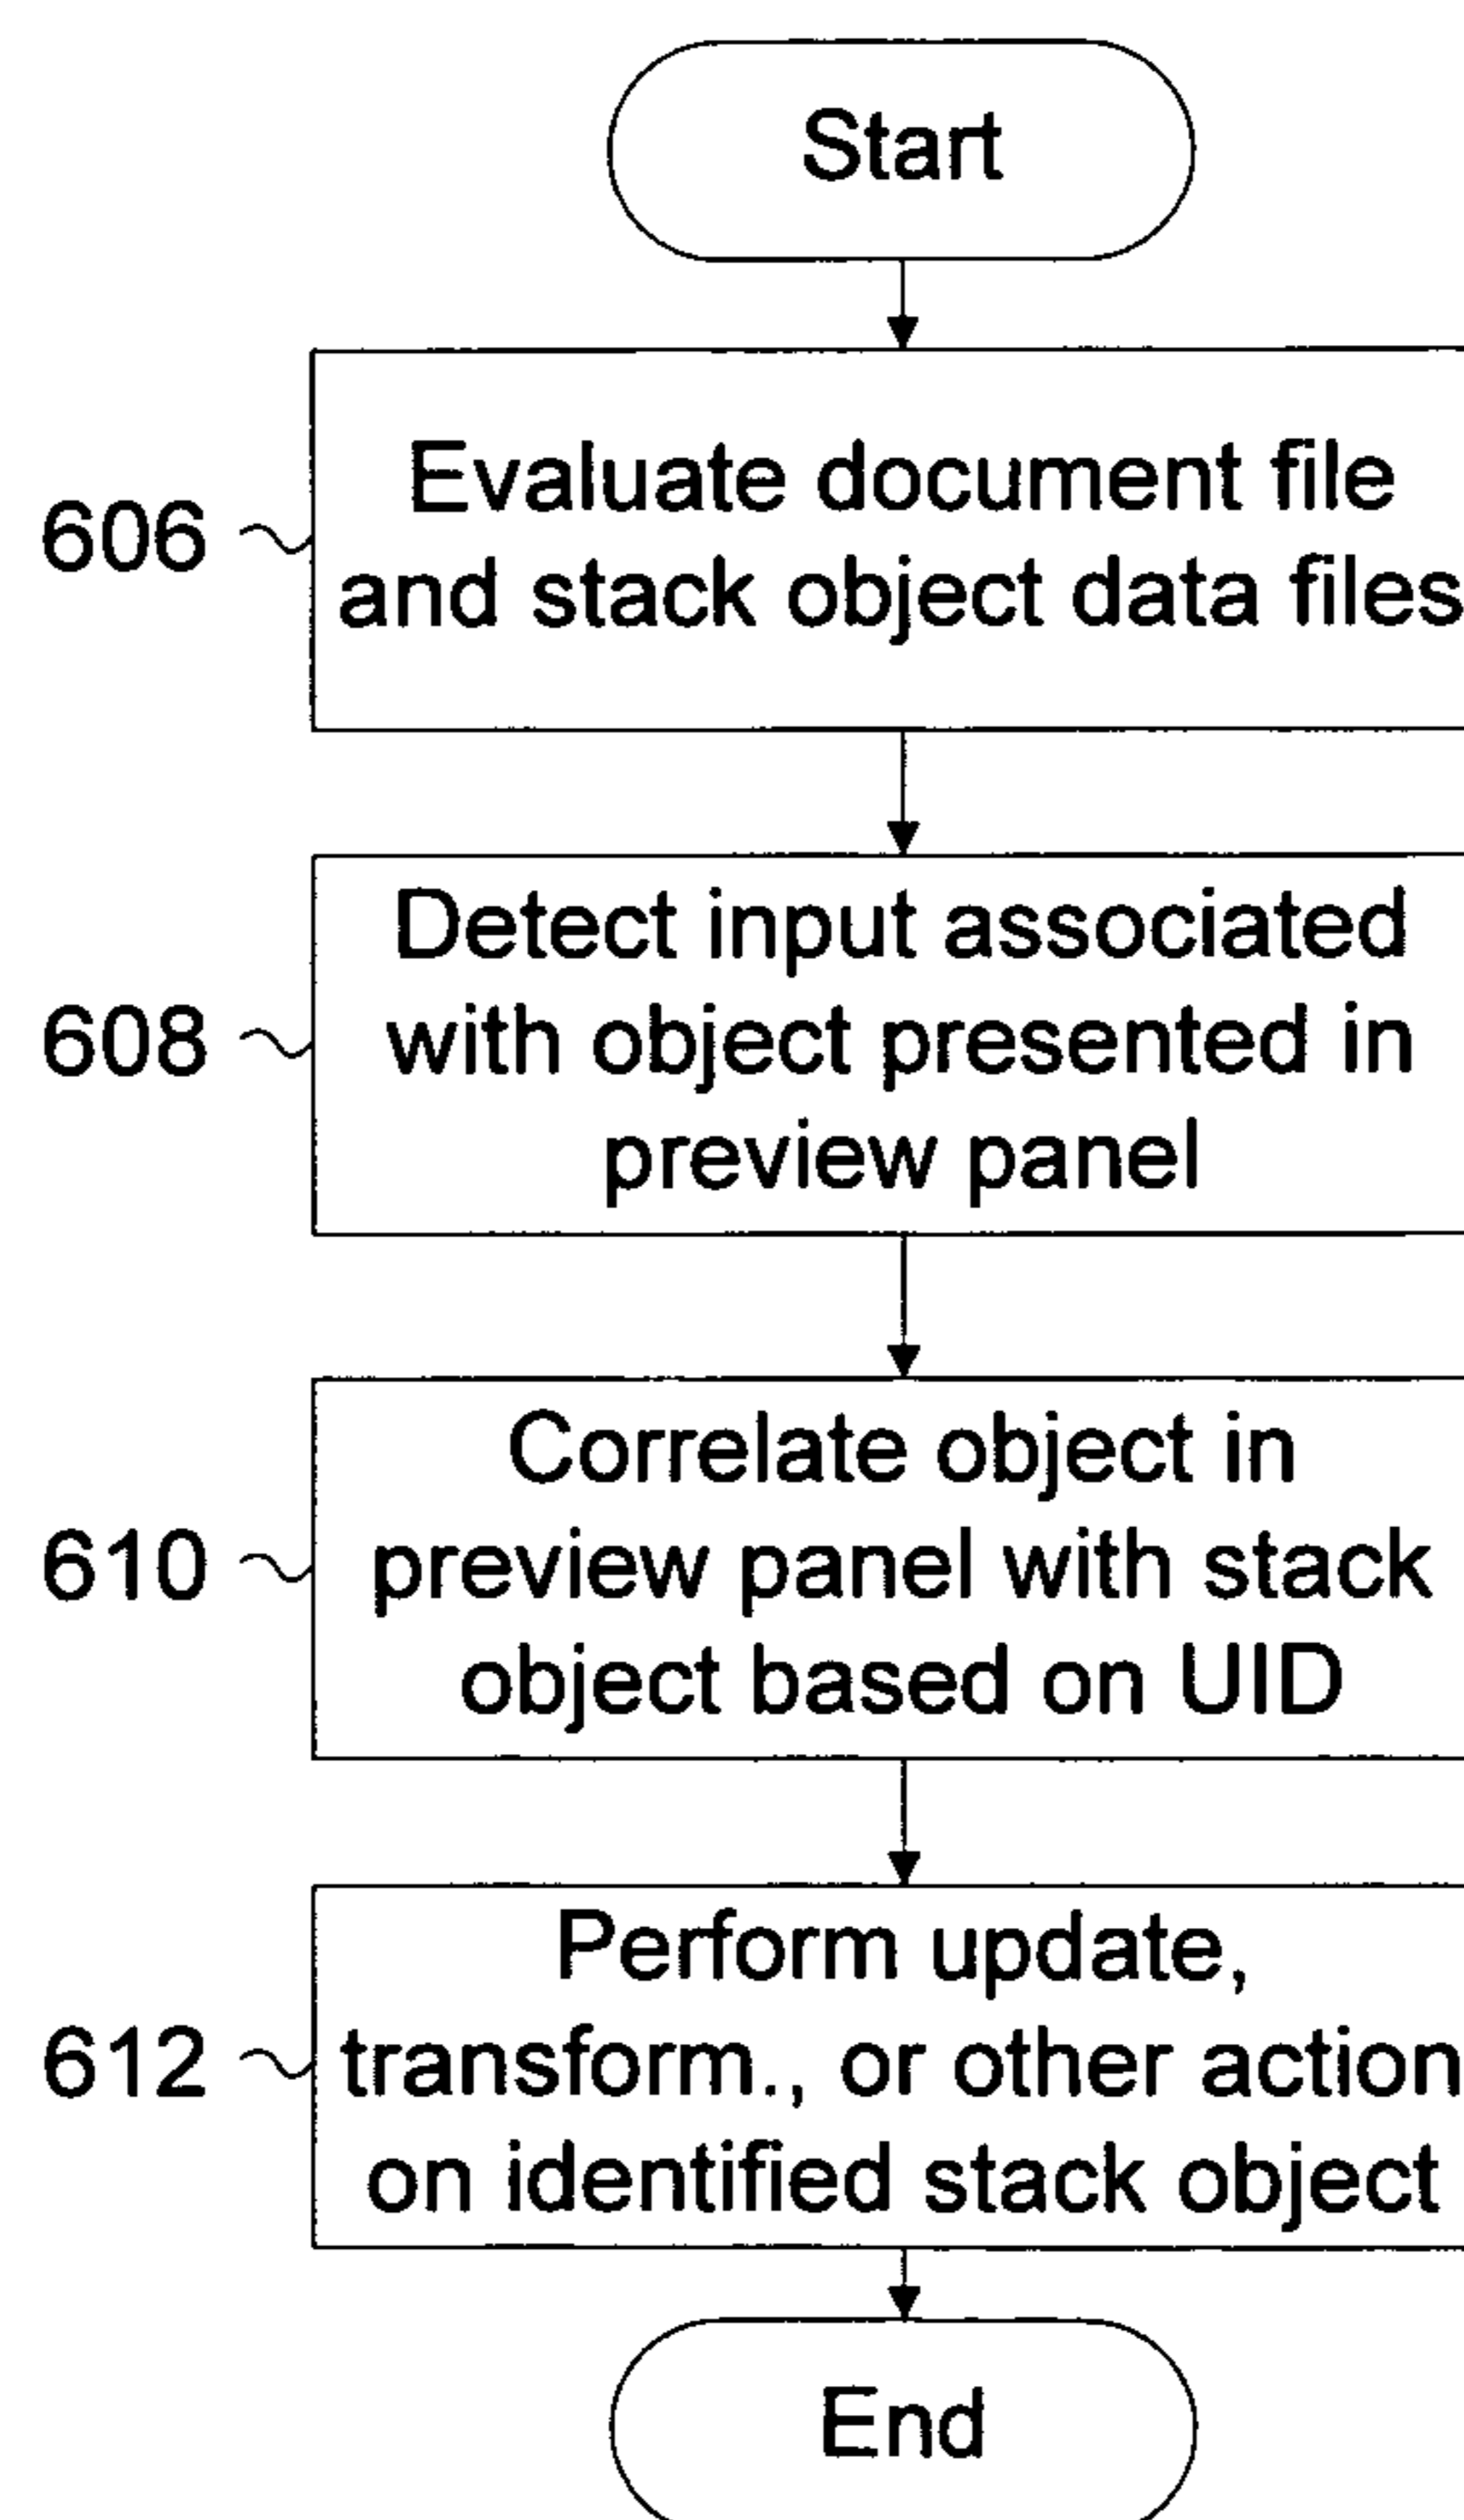 Start
606
Evaluate document file
and stack object data files
608
Detect input associated
with object presented in
preview panel
610
Correlate object in
preview panel with stack
object based on UID
612
Perform update,
transform., or other action
on identified stack object
End